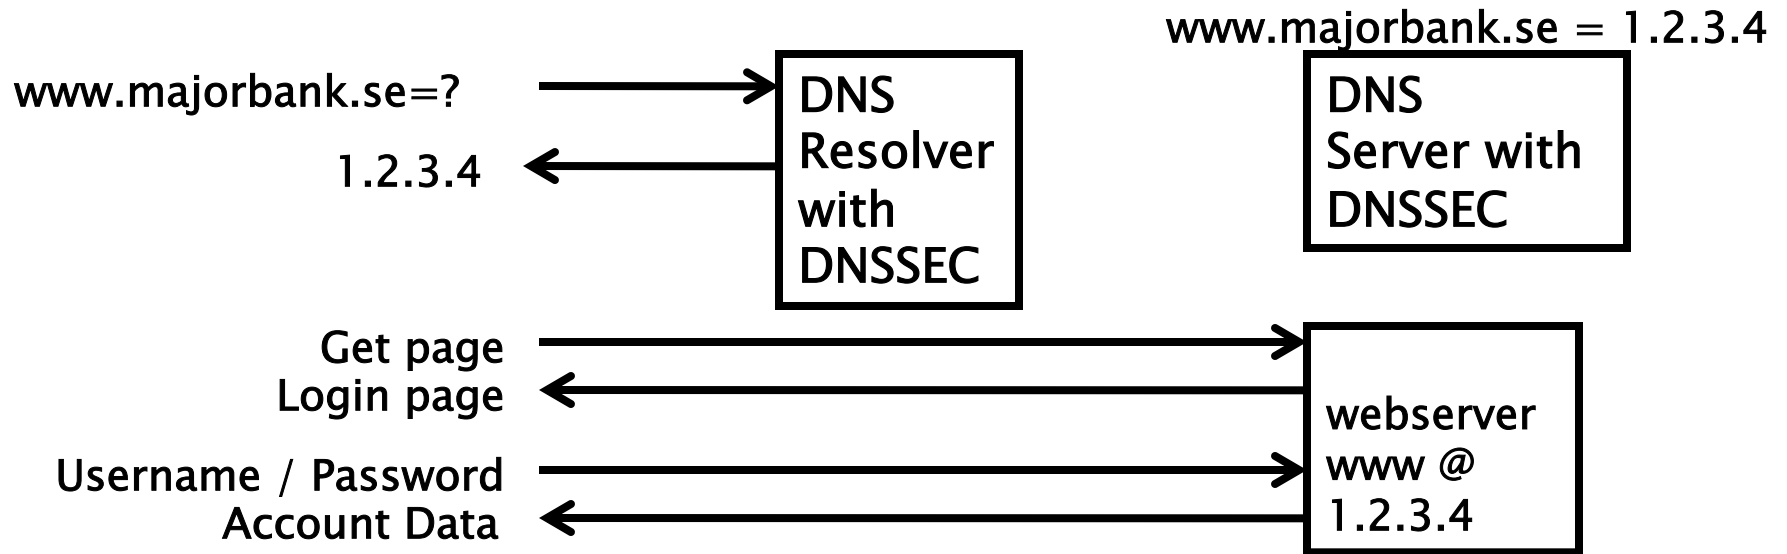 www.majorbank.se = 1.2.3.4
www.majorbank.se=?
1.2.3.4
DNS
Resolver
with
DNSSEC
DNS
Server with
DNSSEC
Get page
Login page
Username / Password
Account Data
webserver
www @
1.2.3.4